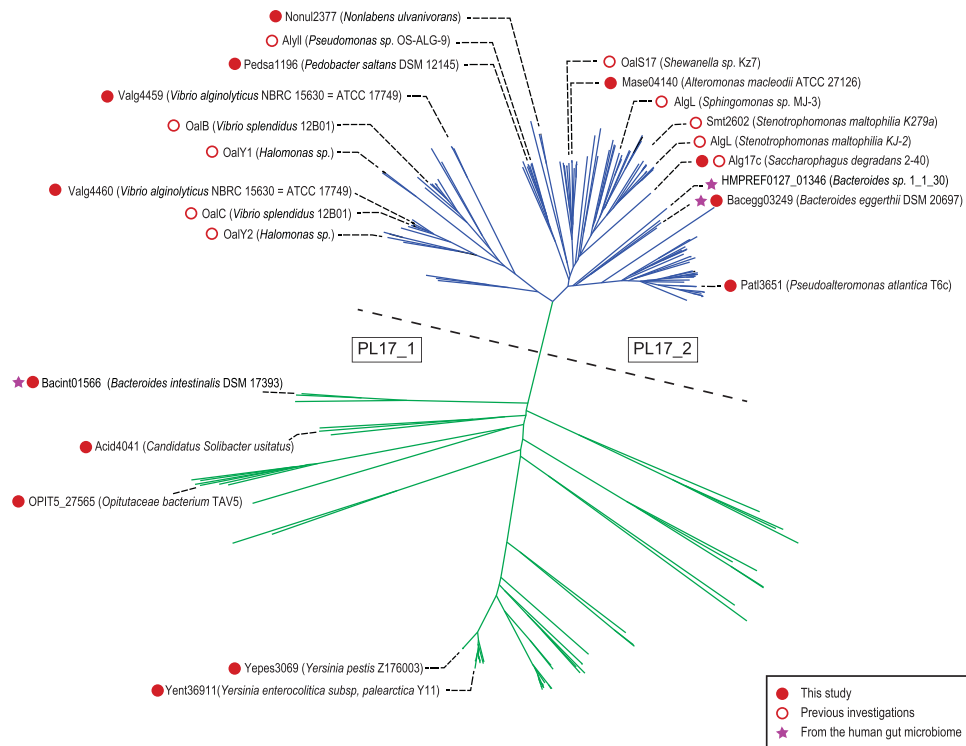 Nonul2377 (Nonlabens ulvanivorans)
AlyII (Pseudomonas sp. OS-ALG-9)
Pedsa1196 (Pedobacter saltans DSM 12145)
Valg4459 (Vibrio alginolyticus NBRC 15630 = ATCC 17749)
OalB (Vibrio splendidus 12B01)
OalY1 (Halomonas sp.)
Valg4460 (Vibrio alginolyticus NBRC 15630 = ATCC 17749)
OalC (Vibrio splendidus 12B01)
OalY2 (Halomonas sp.)
OalS17 (Shewanella sp. Kz7)
Mase04140 (Alteromonas macleodii ATCC 27126)
AlgL (Sphingomonas sp. MJ-3)
Smt2602 (Stenotrophomonas maltophilia K279a)
AlgL (Stenotrophomonas maltophilia KJ-2)
Alg17c (Saccharophagus degradans 2-40)
HMPREF0127_01346 (Bacteroides sp. 1_1_30)
Bacegg03249 (Bacteroides eggerthii DSM 20697)
Patl3651 (Pseudoalteromonas atlantica T6c)
PL17_1
PL17_2
Bacint01566 (Bacteroides intestinalis DSM 17393)
Acid4041 (Candidatus Solibacter usitatus)
OPIT5_27565 (Opitutaceae bacterium TAV5)
Yepes3069 (Yersinia pestis Z176003)
Yent36911(Yersinia enterocolitica subsp, palearctica Y11)
This study
Previous investigations
From the human gut microbiome